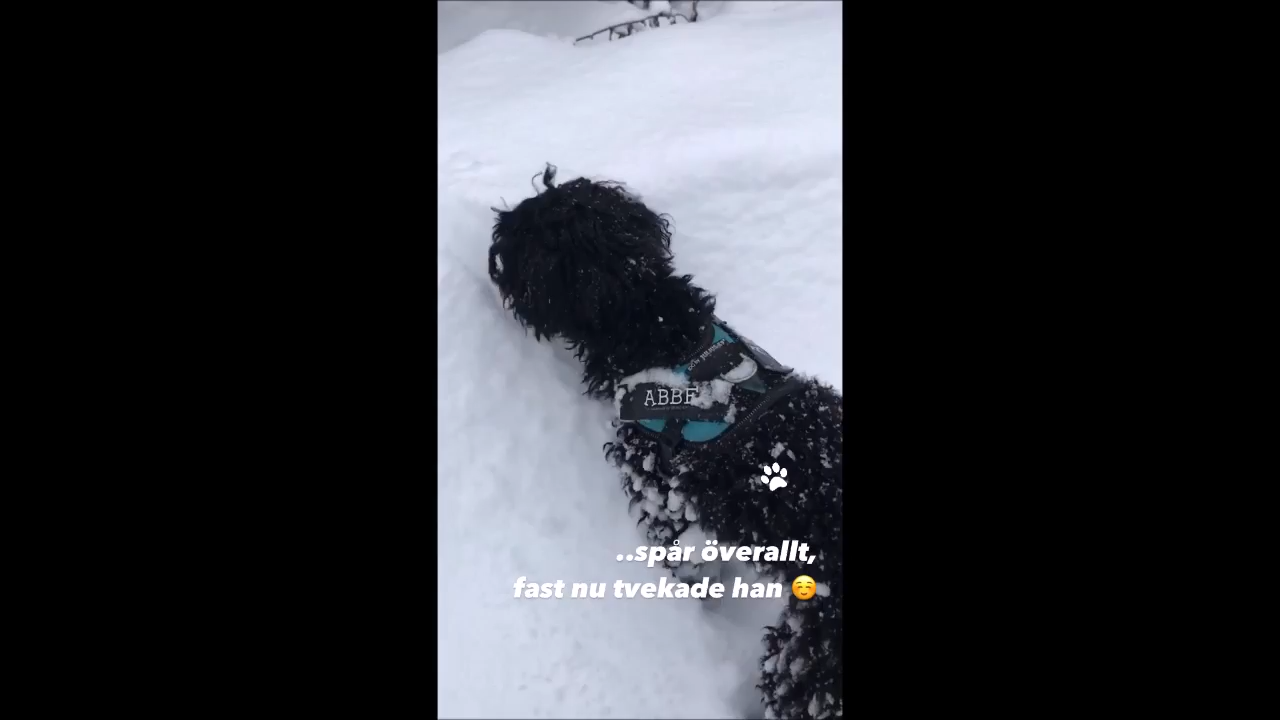 ABBE
..spår överallt,
fast nu tvekade han ☺️